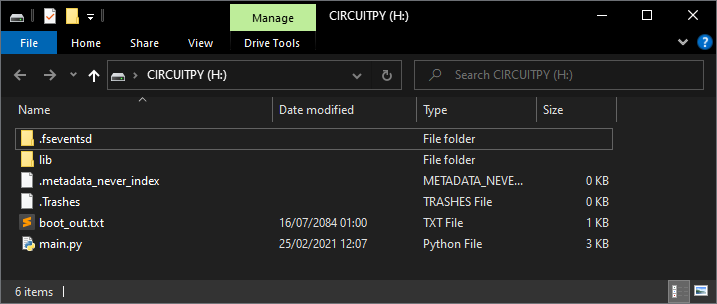 Manage CIRCUITPY (H:)
File Home Share View Drive Tools
CIRCUITPY (H:) Search CIRCUITPY (H:)
Name Date modified Type Size
.fseventsd File folder
lib File folder
.metadata_never_index METADATA_NEVE... 0 KB
.Trashes TRASHES File 0 KB
boot_out.txt 16/07/2084 01:00 TXT File 1 KB
main.py 25/02/2021 12:07 Python File 3 KB
6 items